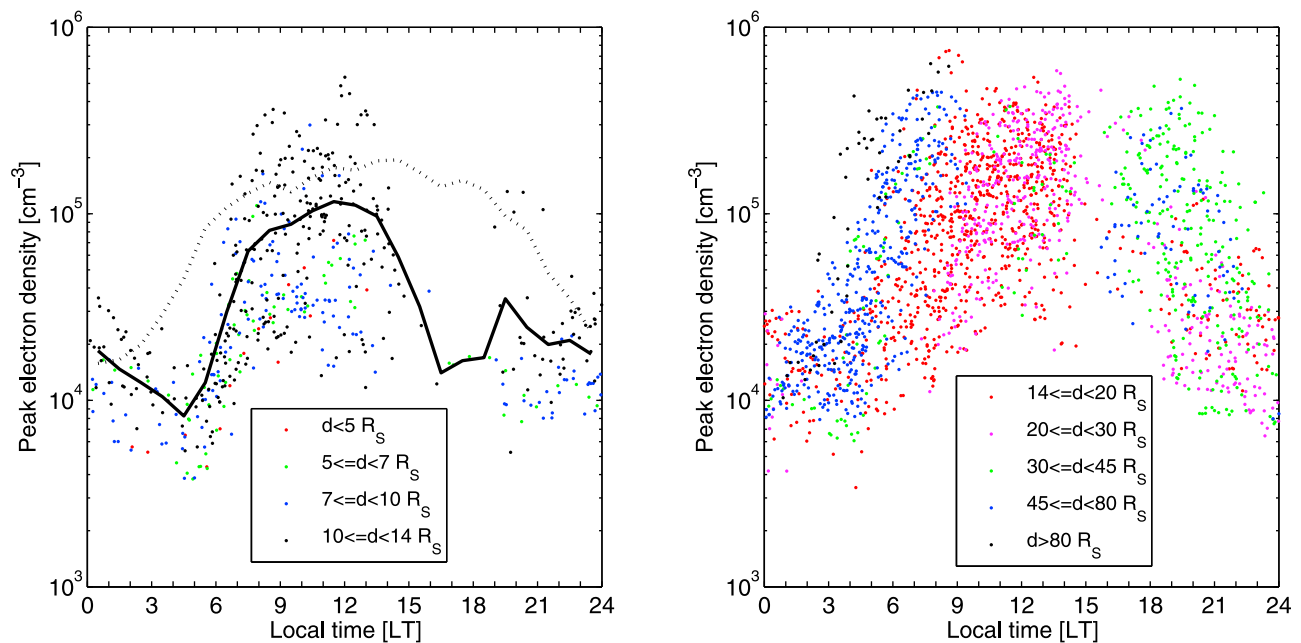 10^6
10^5
10^4
10^3
Peak electron density [cm^−3]
0 3 6 9 12 15 18 21 24
Local time [LT]
d<5 R_S
5<=d<7 R_S
7<=d<10 R_S
10<=d<14 R_S
10^6
10^5
10^4
10^3
Peak electron density [cm^−3]
0 3 6 9 12 15 18 21 24
Local time [LT]
14<=d<20 R_S
20<=d<30 R_S
30<=d<45 R_S
45<=d<80 R_S
d>80 R_S